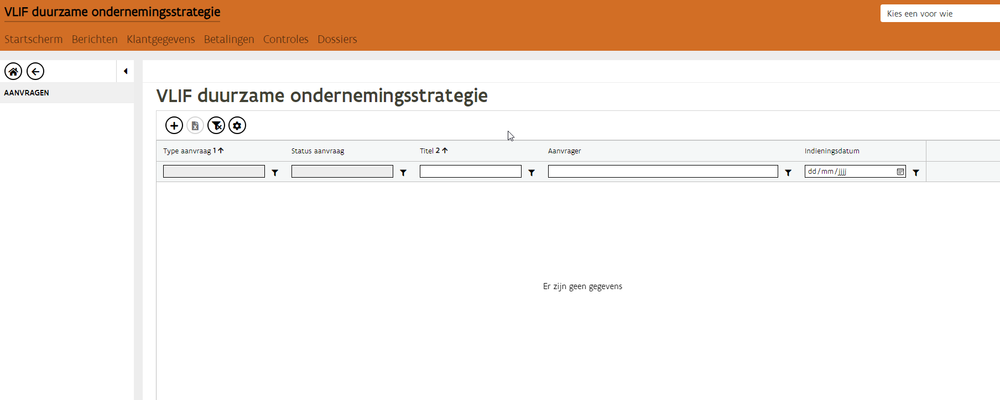 VLIF duurzame ondernemingsstrategie
Kies een voor wie
Startscherm Berichten Klantgegevens Betalingen Controles Dossiers
AANVRAGEN
VLIF duurzame ondernemingsstrategie
Type aanvraag 1 Status aanvraag Titel 2 Aanvrager Indieningsdatum
dd/mm/jjjj
Er zijn geen gegevens